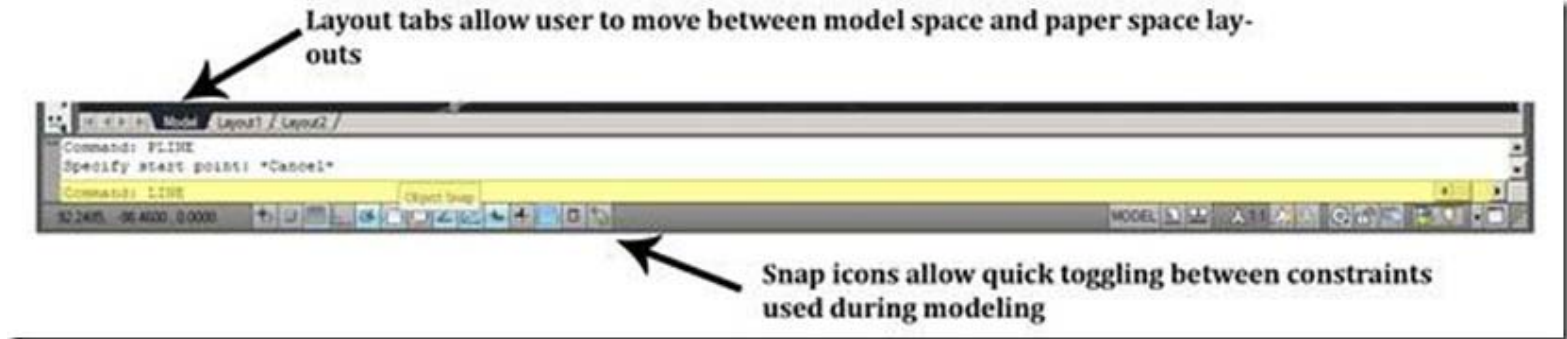 Layout tabs allow user to move between model space and paper space lay-
outs
Model / Layout1 / Layout2 /
Command: PLINE
Specify start point: *Cancel*
Command: LINE
Object Snap
MODEL
1:1
Snap icons allow quick toggling between constraints
used during modeling